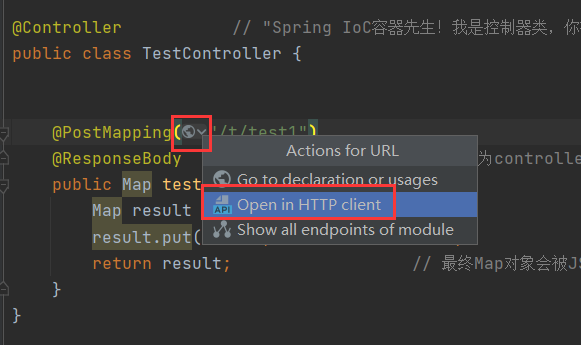 @Controller // "Spring IoC容器先生！我是控制器类，你
public class TestController {
@PostMapping("/t/test1")
Actions for URL
@ResponseBody 为controlle
Go to declaration or usages
public Map test
Open in HTTP client
Map result
Show all endpoints of module
result.put(
return result; // 最终Map对象会被JS
}
}